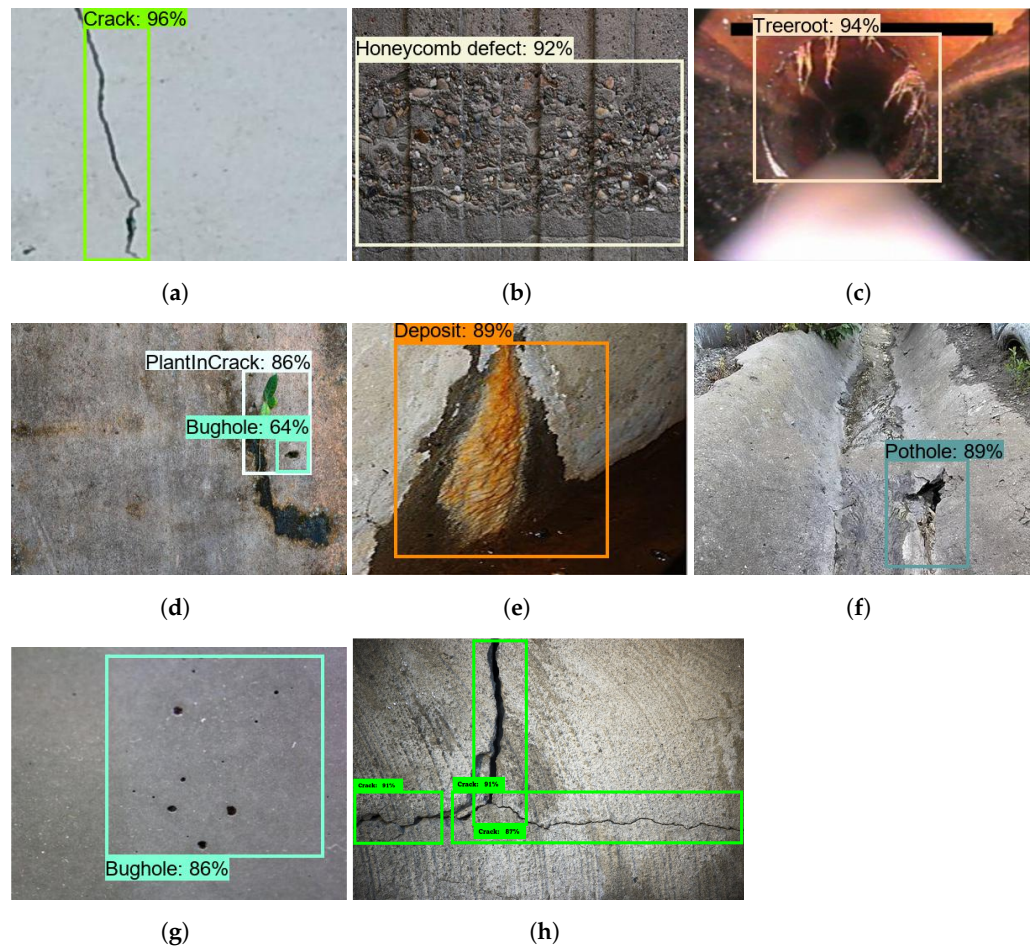 Crack: 96%
Honeycomb defect: 92%
Treeroot: 94%
(a)
(b)
(c)
PlantInCrack: 86%
Bughole: 64%
Deposit: 89%
Pothole: 89%
(d)
(e)
(f)
Bughole: 86%
Crack: 91%
Crack: 91%
Crack: 87%
(g)
(h)